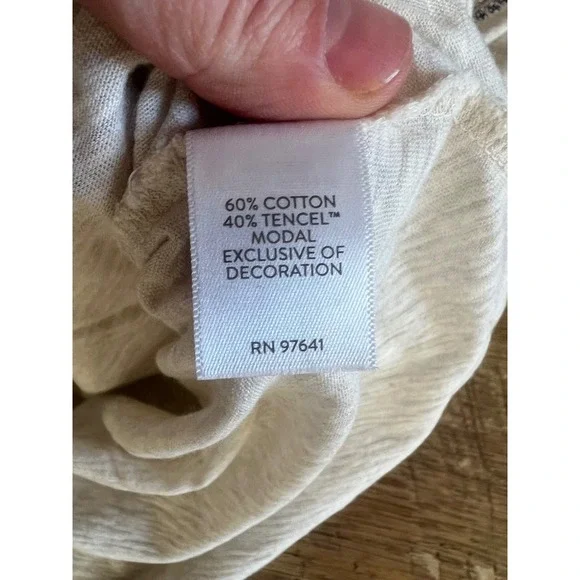 60% COTTON
40% TENCEL™
MODAL
EXCLUSIVE OF
DECORATION
RN 97641